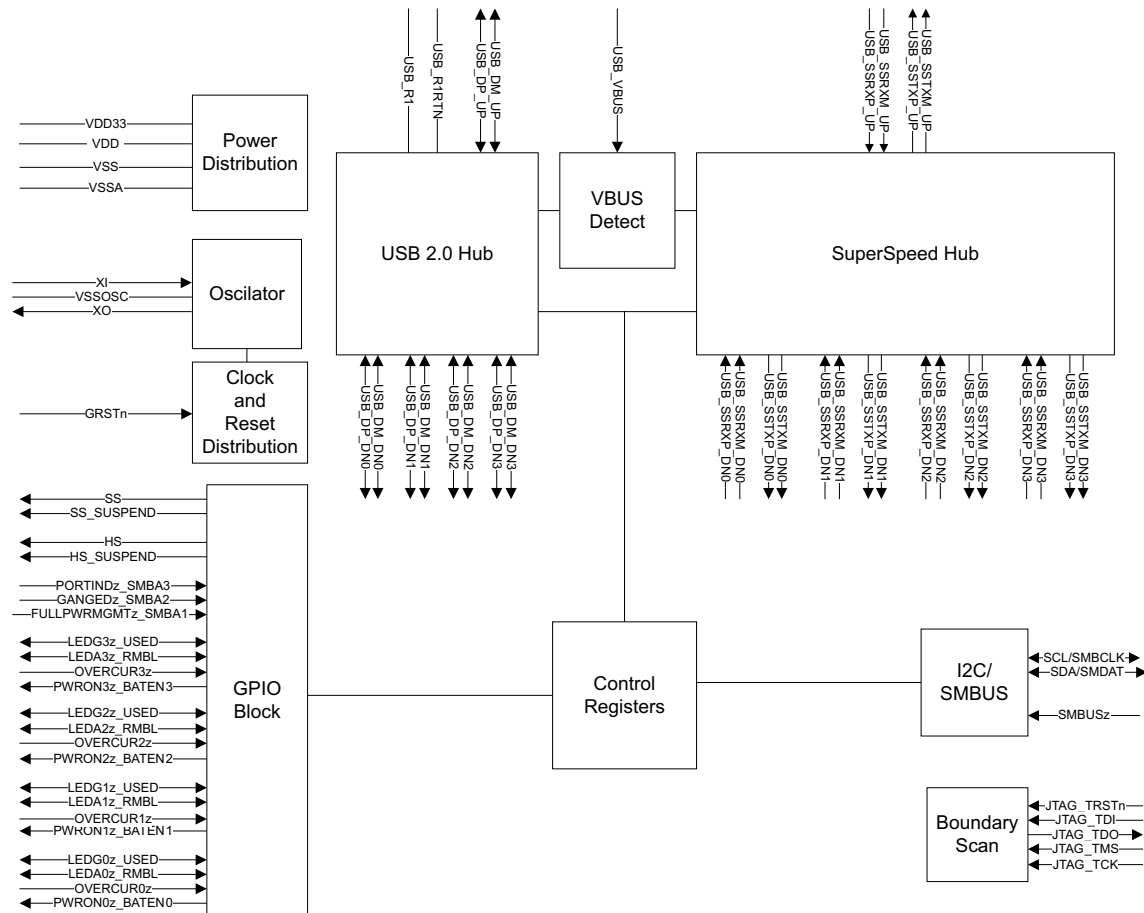 USB_R1
USB_R1RTN
USB_DP_UP
USB_DM_UP
USB_VBUS
USB_SSRXP_UP
USB_SSRXM_UP
USB_SSTXP_UP
USB_SSTXM_UP
VDD33
VDD
VSS
VSSA
Power
Distribution
USB 2.0 Hub
VBUS
Detect
SuperSpeed Hub
XI
VSSOSC
XO
Oscilator
GRSTn
Clock
and
Reset
Distribution
USB_DP_DN0
USB_DM_DN0
USB_DP_DN1
USB_DM_DN1
USB_DP_DN2
USB_DM_DN2
USB_DP_DN3
USB_DM_DN3
USB_SSRXP_DN0
USB_SSRXM_DN0
USB_SSTXP_DN0
USB_SSTXM_DN0
USB_SSRXP_DN1
USB_SSRXM_DN1
USB_SSTXP_DN1
USB_SSTXM_DN1
USB_SSRXP_DN2
USB_SSRXM_DN2
USB_SSTXP_DN2
USB_SSTXM_DN2
USB_SSRXP_DN3
USB_SSRXM_DN3
USB_SSTXP_DN3
USB_SSTXM_DN3
SS
SS_SUSPEND
HS
HS_SUSPEND
PORTINDz_SMBA3
GANGEDz_SMBA2
FULLPWRMGMTz_SMBA1
LEDG3z_USED
LEDA3z_RMBL
OVERCUR3z
PWRON3z_BATEN3
LEDG2z_USED
LEDA2z_RMBL
OVERCUR2z
PWRON2z_BATEN2
LEDG1z_USED
LEDA1z_RMBL
OVERCUR1z
PWRON1z_BATEN1
LEDG0z_USED
LEDA0z_RMBL
OVERCUR0z
PWRON0z_BATEN0
GPIO
Block
Control
Registers
I2C/
SMBUS
SCL/SMBCLK
SDA/SMDAT
SMBUSz
Boundary
Scan
JTAG_TRSTn
JTAG_TDI
JTAG_TDO
JTAG_TMS
JTAG_TCK